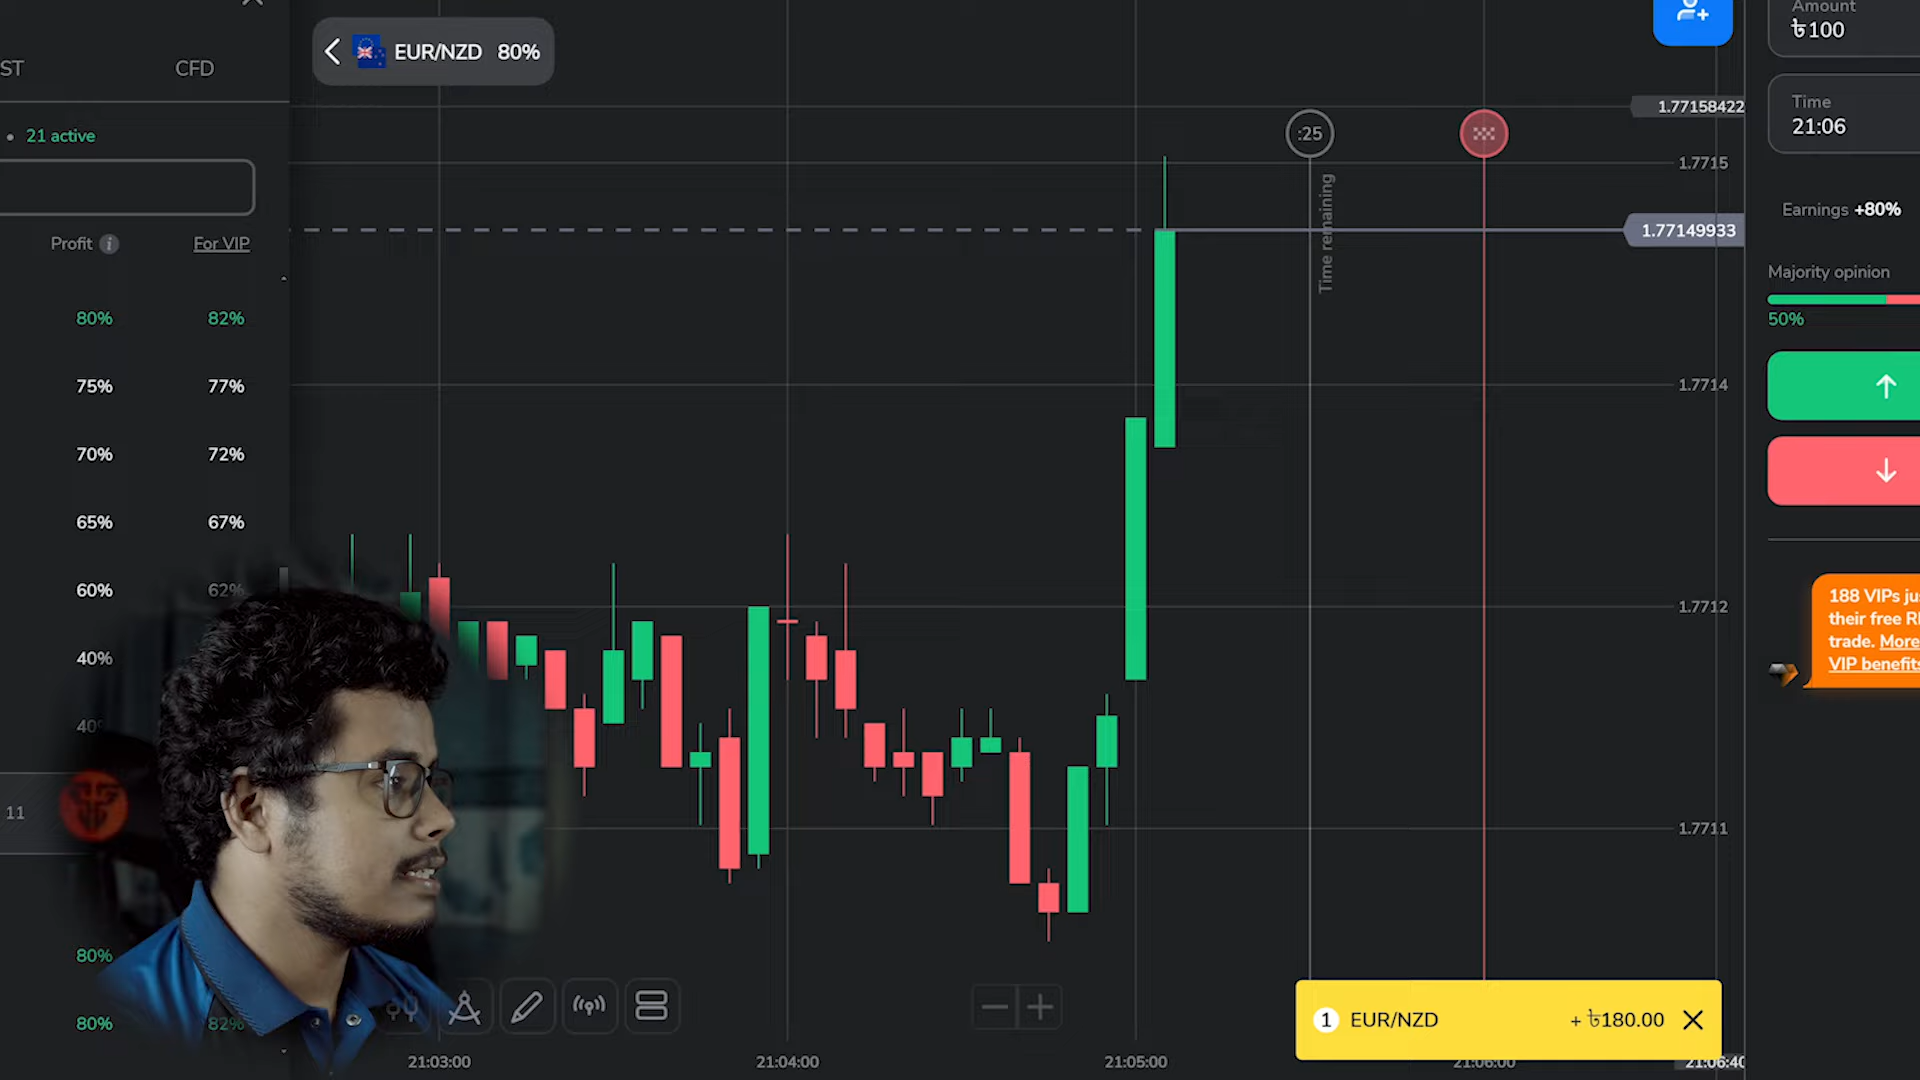 ST
CFD
• 21 active
Profit
For VIP
80% 82%
75% 77%
70% 72%
65% 67%
60% 62%
40%
11
80%
80% 82%
EUR/NZD 80%
:25
Time remaining
1.77158422
1.7715
1.77149933
1.7714
1.7712
1.7711
21:03:00
21:04:00
21:05:00
21:06:00
21:06:40
1 EUR/NZD + ৳180.00
Amount
৳100
Time
21:06
Earnings +80%
Majority opinion
50%
188 VIPs
their free
trade. More
VIP benefits